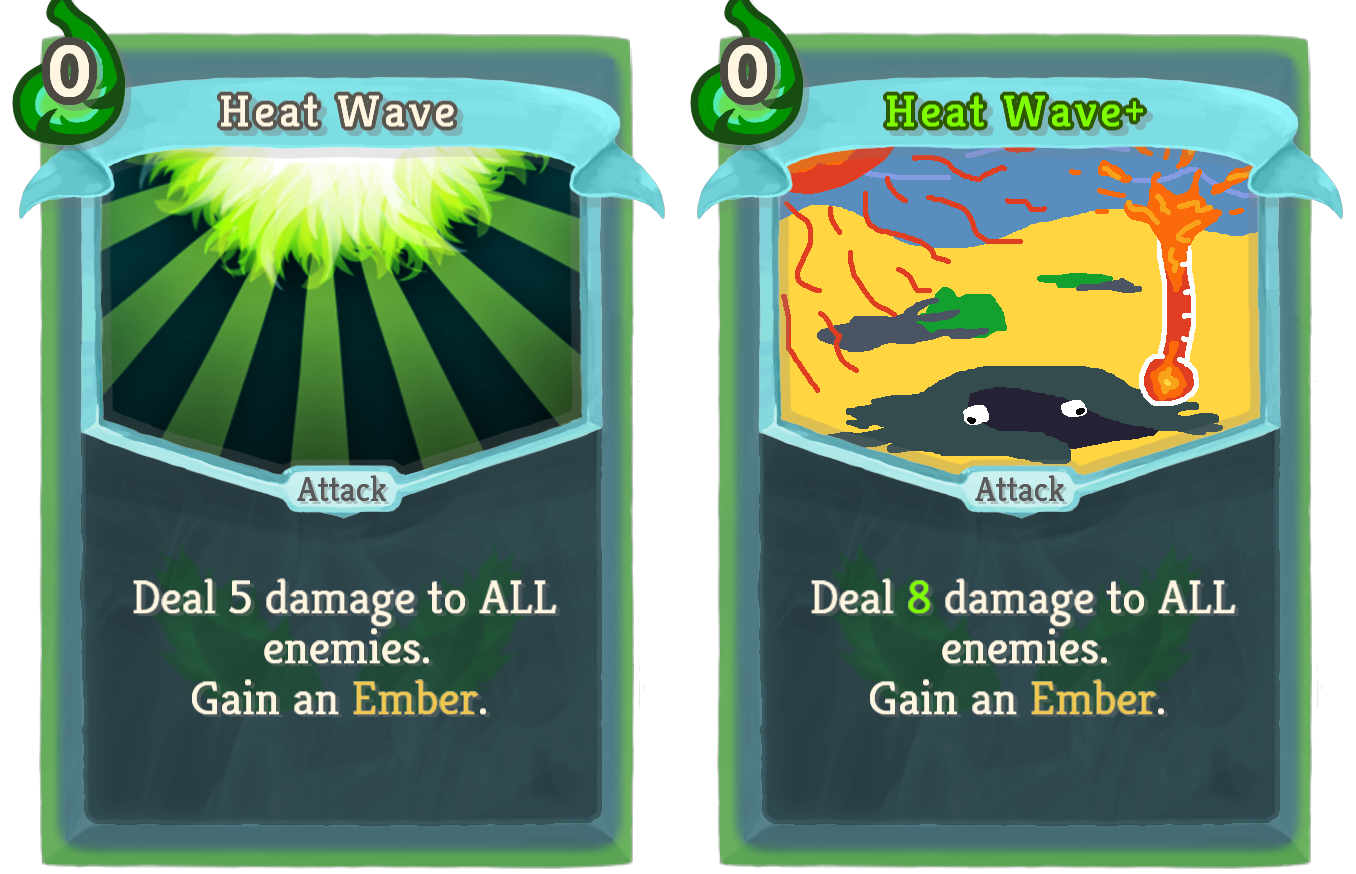 0
Heat Wave
Attack
Deal 5 damage to ALL
enemies.
Gain an Ember.
0
Heat Wave+
Attack
Deal 8 damage to ALL
enemies.
Gain an Ember.